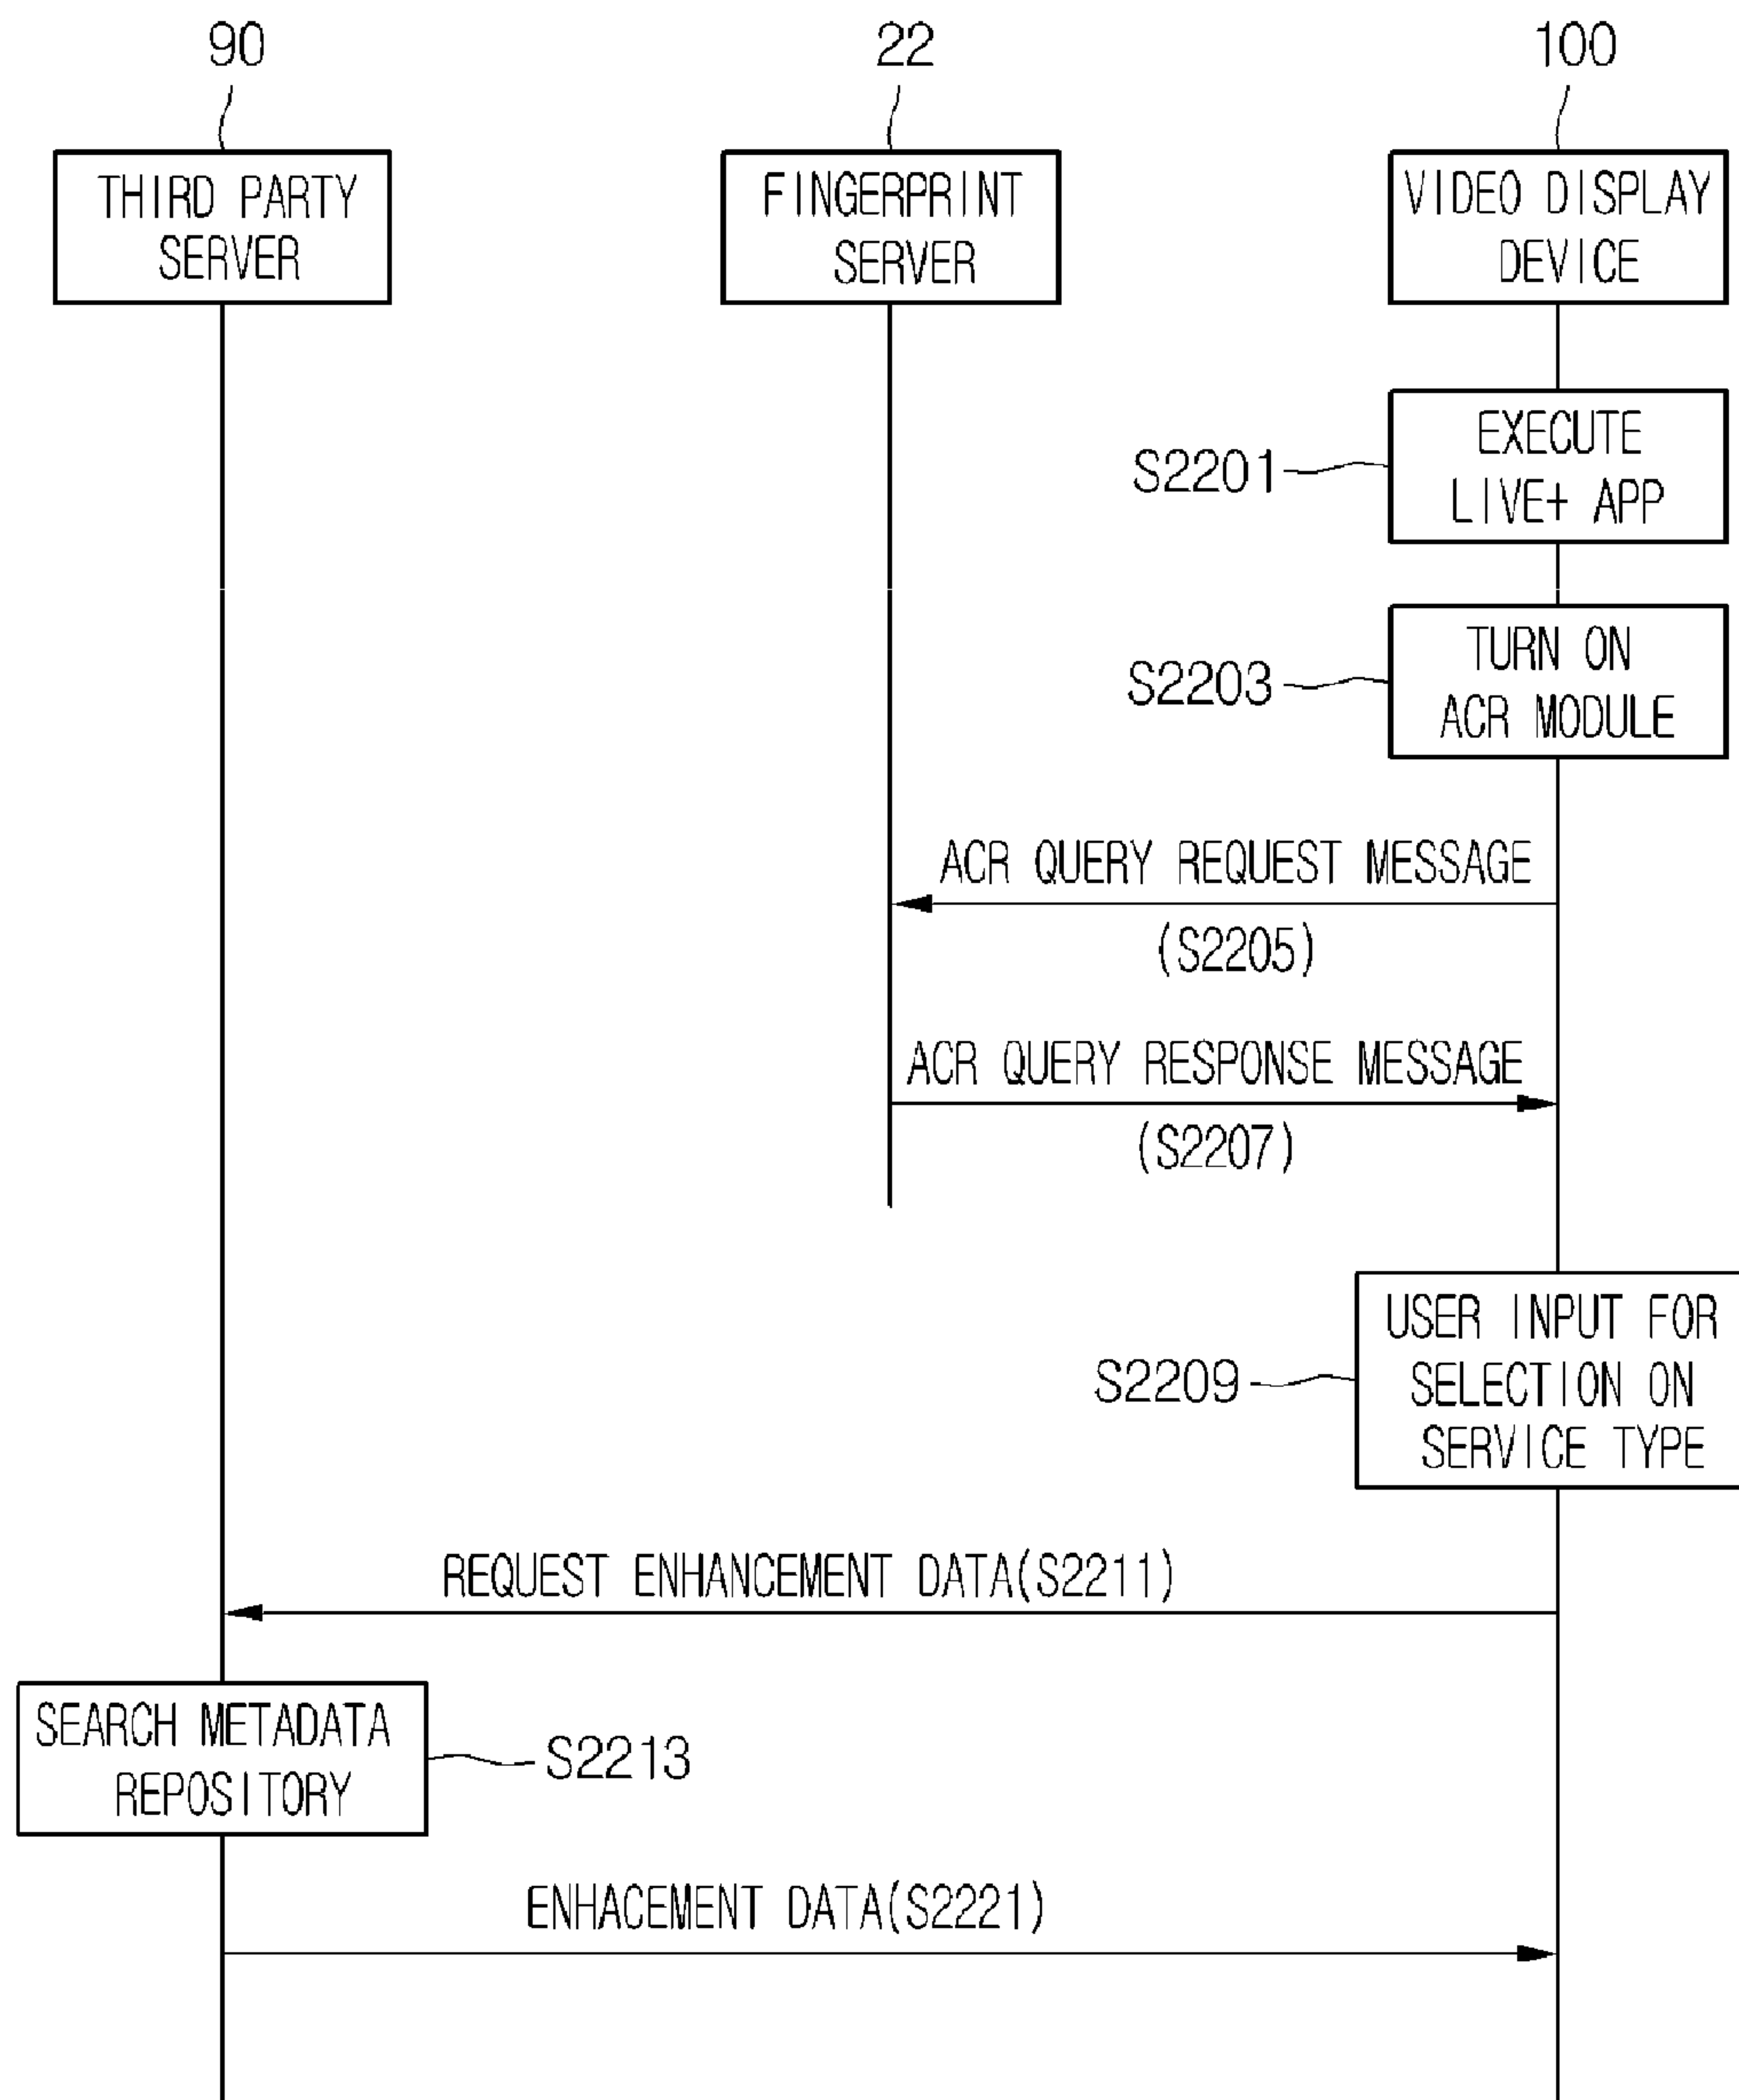 90
22
100
THIRD PARTY
SERVER
FINGERPRINT
SERVER
VIDEO DISPLAY
DEVICE
EXECUTE
LIVE+ APP
S2201
TURN ON
ACR MODULE
S2203
ACR QUERY REQUEST MESSAGE
(S2205)
ACR QUERY RESPONSE MESSAGE
(S2207)
USER INPUT FOR
SELECTION ON
SERVICE TYPE
S2209
REQUEST ENHANCEMENT DATA(S2211)
SEARCH METADATA
REPOSITORY
S2213
ENHACEMENT DATA(S2221)